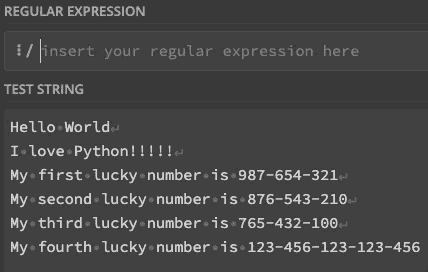 REGULAR EXPRESSION
⋮/ insert your regular expression here
TEST STRING
Hello World
I love Python!!!!!
My first lucky number is 987-654-321
My second lucky number is 876-543-210
My third lucky number is 765-432-100
My fourth lucky number is 123-456-123-123-456